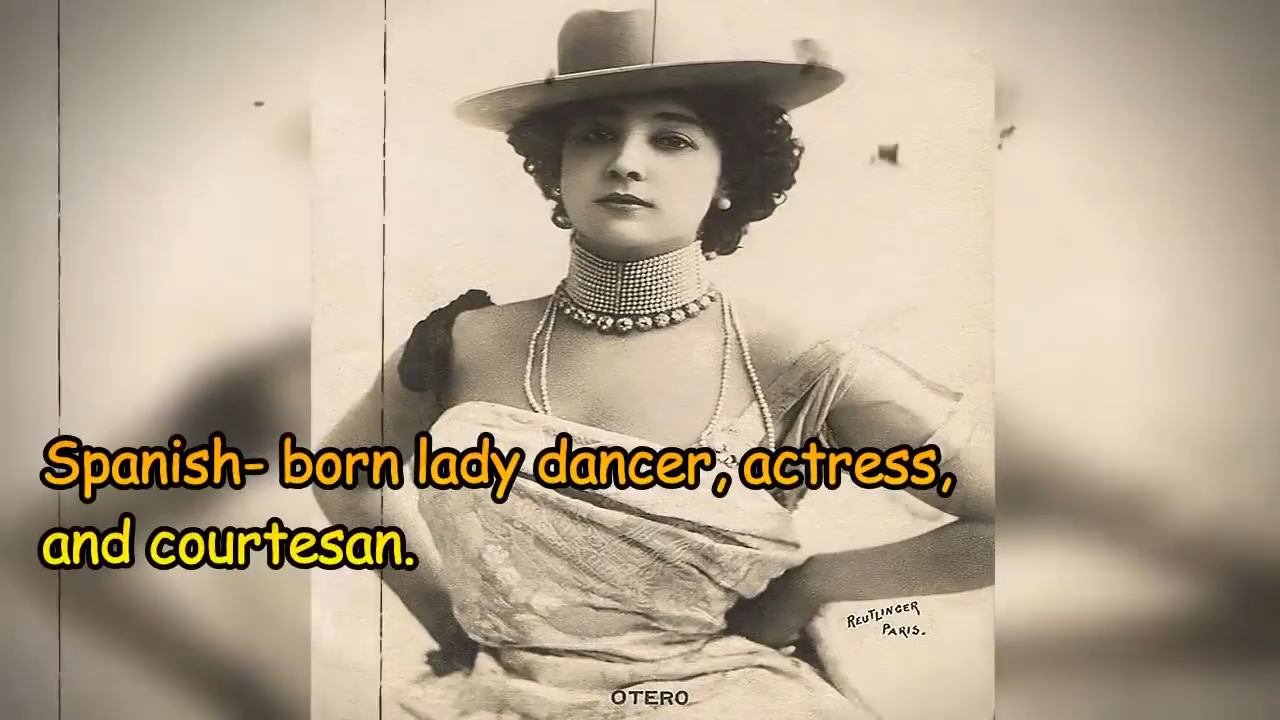 Spanish- born lady dancer, actress,
and courtesan.
REUTLINGER
PARIS.
OTERO